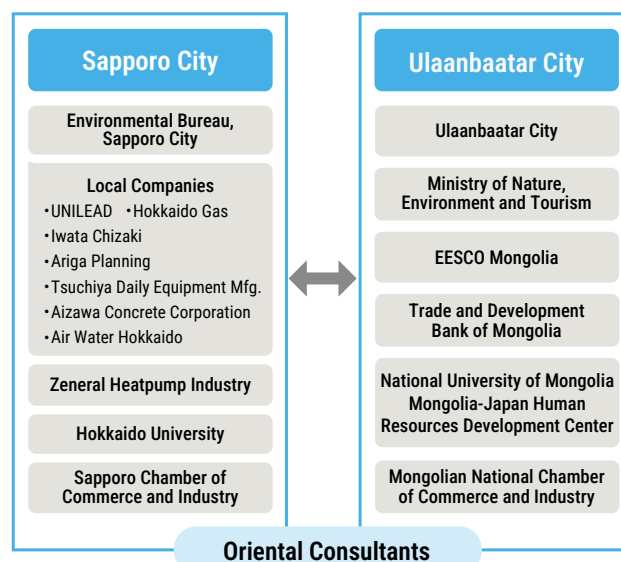 Sapporo City
Environmental Bureau,
Sapporo City
Local Companies
・UNILEAD ・Hokkaido Gas
・Iwata Chizaki
・Ariga Planning
・Tsuchiya Daily Equipment Mfg.
・Aizawa Concrete Corporation
・Air Water Hokkaido
Zeneral Heatpump Industry
Hokkaido University
Sapporo Chamber of
Commerce and Industry
Ulaanbaatar City
Ulaanbaatar City
Ministry of Nature,
Environment and Tourism
EESCO Mongolia
Trade and Development
Bank of Mongolia
National University of Mongolia
Mongolia-Japan Human
Resources Development Center
Mongolian National Chamber
of Commerce and Industry
Oriental Consultants